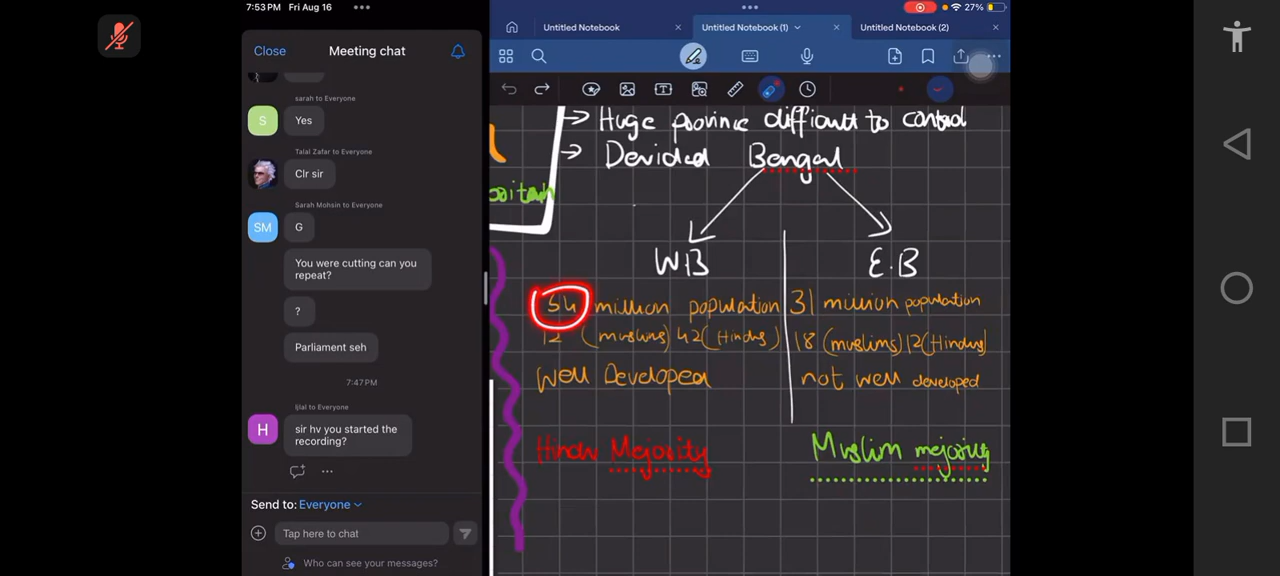 7:53 PM Fri Aug 16
27%
Close Meeting chat
sarah to Everyone
S Yes
Talal Zafar to Everyone
Clr sir
Sarah Mohsin to Everyone
SM G
You were cutting can you
repeat?
?
Parliament seh
7:47 PM
Ijlal to Everyone
H sir hv you started the
recording?
Send to: Everyone
Tap here to chat
Who can see your messages?
Untitled Notebook Untitled Notebook (1) Untitled Notebook (2)
→ Huge province difficult to control
→ Devided Bengal
W.B E.B
54 million population 31 million population
12 (muslims) 42 (Hindus) 18 (muslims) 12 (Hindus)
Well Developed not well developed
Hindu Mejority Muslim mejority